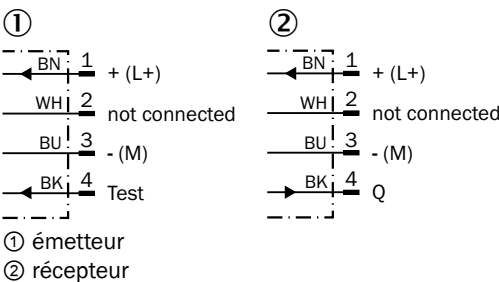 ① ②
BN 1 + (L+) BN 1 + (L+)
WH 2 not connected WH 2 not connected
BU 3 - (M) BU 3 - (M)
BK 4 Test BK 4 Q
① émetteur
② récepteur